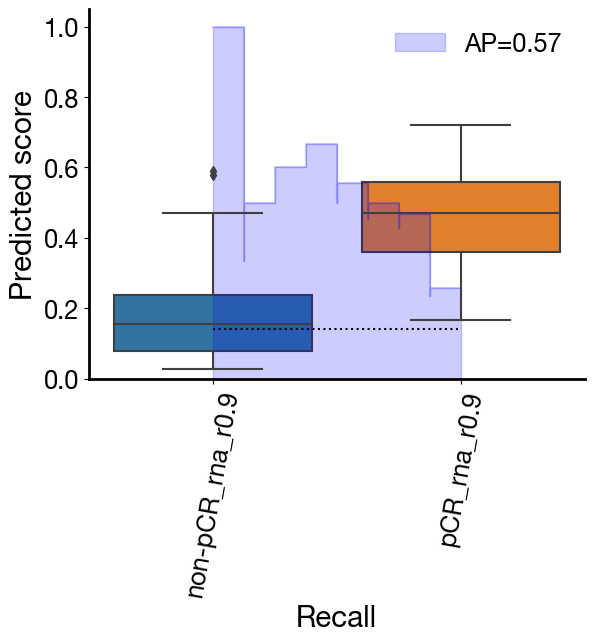 1.0
0.8
0.6
0.4
0.2
0.0
Predicted score
AP=0.57
non-pCR_rna_r0.9
pCR_rna_r0.9
Recall